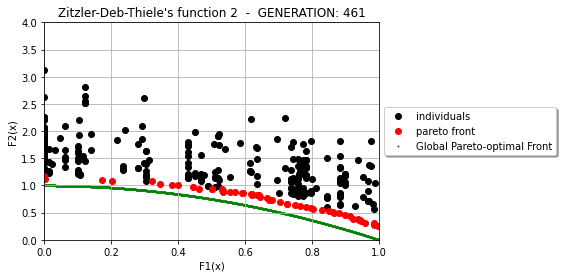 Zitzler-Deb-Thiele's function 2 - GENERATION: 461
4.0
3.5
3.0
2.5
2.0
1.5
1.0
0.5
0.0
F2(x)
0.0 0.2 0.4 0.6 0.8 1.0
F1(x)
individuals
pareto front
Global Pareto-optimal Front